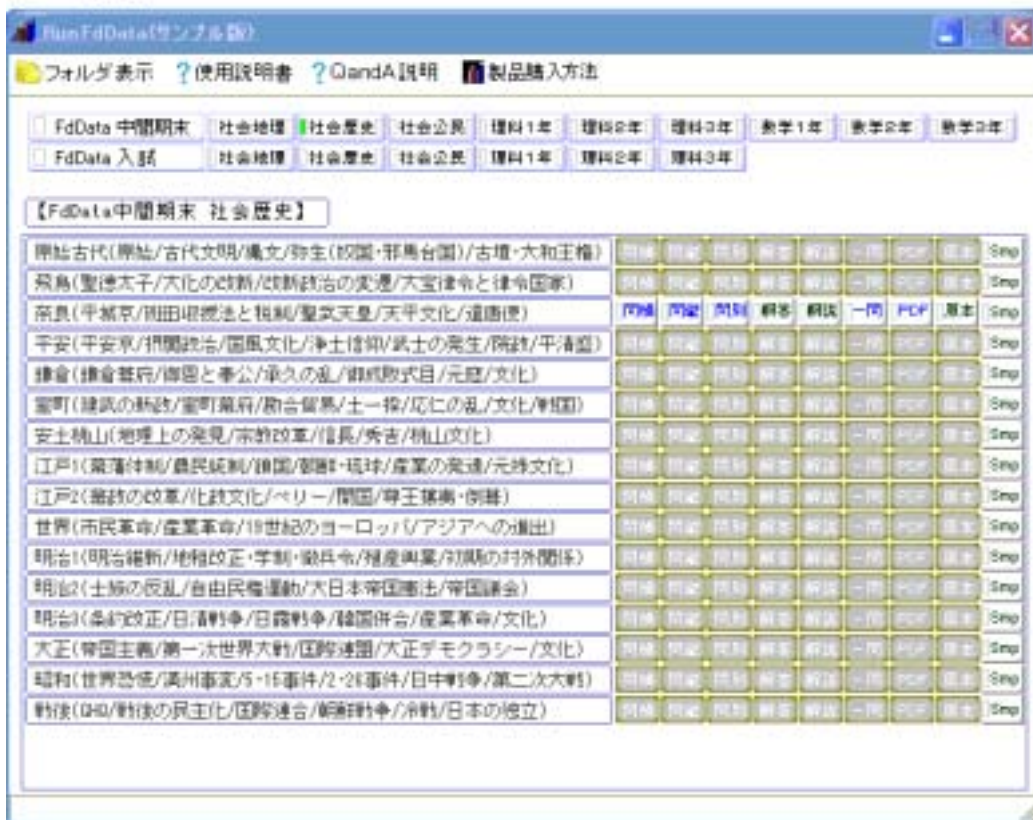 RunFdData(サンプル版)
フォルダ表示 ?使用説明書 ?QandA説明 製品購入方法
FdData 中間期末 社会地理 社会歴史 社会公民 理科1年 理科2年 理科3年 数学1年 数学2年 数学3年
FdData 入試 社会地理 社会歴史 社会公民 理科1年 理科2年 理科3年
【FdData中間期末 社会歴史】
原始古代(原始/古代文明/縄文/弥生(奴国・邪馬台国)/古墳・大和王権) Smp
飛鳥(聖徳太子/大化の改新/改新政治の変遷/大宝律令と律令国家) Smp
奈良(平城京/班田収授法と税制/聖武天皇/天平文化/遣唐使) 問横 問縦 問別 解答 解説 一問 PDF 原本 Smp
平安(平安京/摂関政治/国風文化/浄土信仰/武士の発生/院政/平清盛) Smp
鎌倉(鎌倉幕府/御恩と奉公/承久の乱/御成敗式目/元寇/文化) Smp
室町(建武の新政/室町幕府/勘合貿易/土一揆/応仁の乱/文化/戦国) Smp
安土桃山(地理上の発見/宗教改革/信長/秀吉/桃山文化) Smp
江戸1(幕藩体制/農民統制/鎖国/朝鮮・琉球/産業の発達/元禄文化) Smp
江戸2(幕政の改革/化政文化/ペリー/開国/尊王攘夷・倒幕) Smp
世界(市民革命/産業革命/19世紀のヨーロッパ/アジアへの進出) Smp
明治1(明治維新/地租改正・学制・徴兵令/殖産興業/初期の対外関係) Smp
明治2(士族の反乱/自由民権運動/大日本帝国憲法/帝国議会) Smp
明治3(条約改正/日清戦争/日露戦争/韓国併合/産業革命/文化) Smp
大正(帝国主義/第一次世界大戦/国際連盟/大正デモクラシー/文化) Smp
昭和(世界恐慌/満州事変/5・15事件/2・26事件/日中戦争/第二次大戦) Smp
戦後(GHQ/戦後の民主化/国際連合/朝鮮戦争/冷戦/日本の独立) Smp